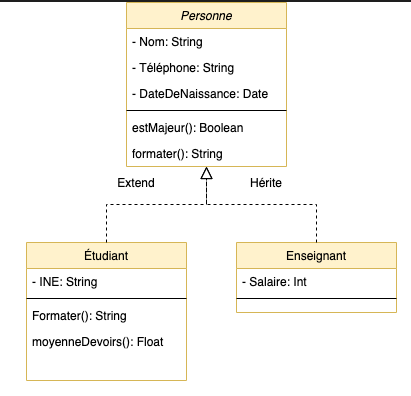 Personne
- Nom: String
- Téléphone: String
- DateDeNaissance: Date
estMajeur(): Boolean
formater(): String
Extend
Hérite
Étudiant
- INE: String
Formater(): String
moyenneDevoirs(): Float
Enseignant
- Salaire: Int